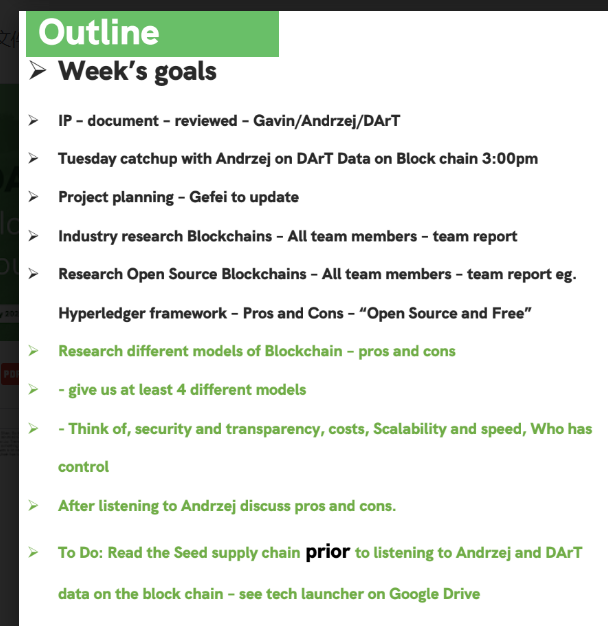 Outline
➢ Week’s goals
➢ IP – document – reviewed – Gavin/Andrzej/DArT
➢ Tuesday catchup with Andrzej on DArT Data on Block chain 3:00pm
➢ Project planning – Gefei to update
➢ Industry research Blockchains – All team members – team report
➢ Research Open Source Blockchains – All team members – team report eg.
Hyperledger framework – Pros and Cons – “Open Source and Free”
➢ Research different models of Blockchain – pros and cons
➢ - give us at least 4 different models
➢ - Think of, security and transparency, costs, Scalability and speed, Who has
control
➢ After listening to Andrzej discuss pros and cons.
➢ To Do: Read the Seed supply chain prior to listening to Andrzej and DArT
data on the block chain – see tech launcher on Google Drive